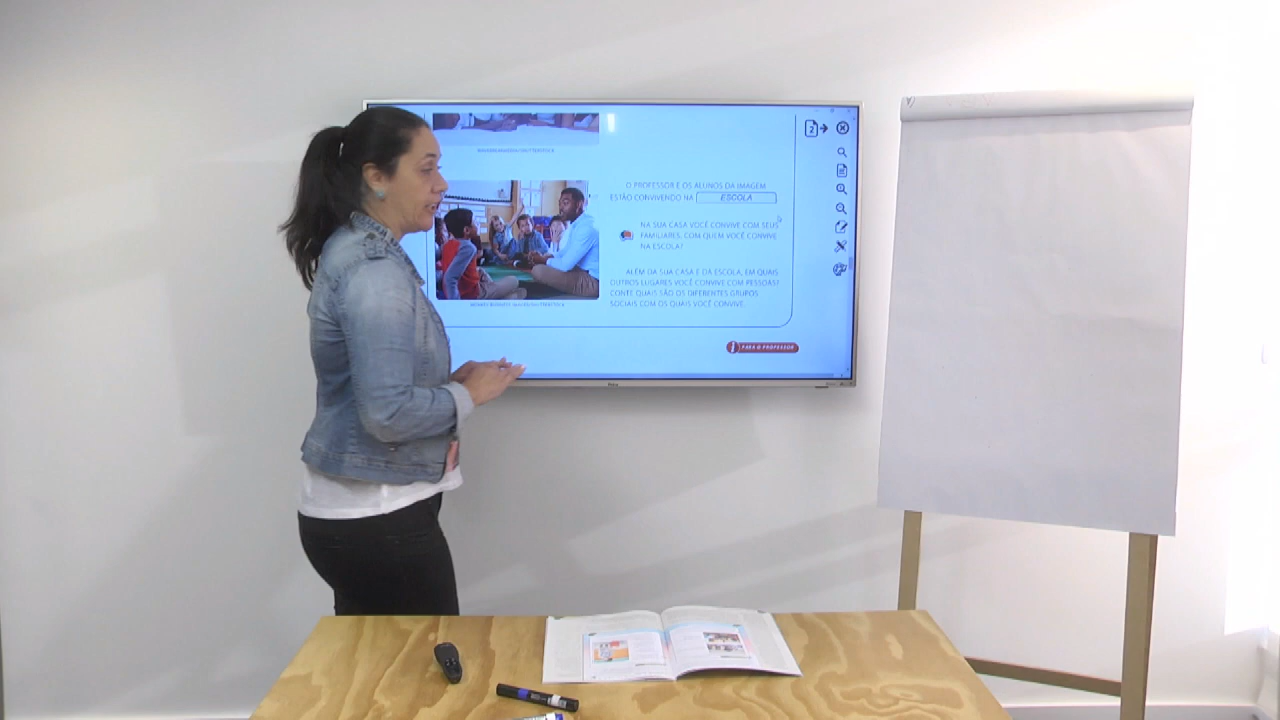 O PROFESSOR E OS ALUNOS DA IMAGEM
ESTÃO CONVIVENDO NA ESCOLA
NA SUA CASA VOCÊ CONVIVE COM SEUS
FAMILIARES. COM QUEM VOCÊ CONVIVE
NA ESCOLA?
ALÉM DA SUA CASA E DA ESCOLA, EM QUAIS
OUTROS LUGARES VOCÊ CONVIVE COM PESSOAS?
CONTE QUAIS SÃO OS DIFERENTES GRUPOS
SOCIAIS COM OS QUAIS VOCÊ CONVIVE.
PARA O PROFESSOR
2